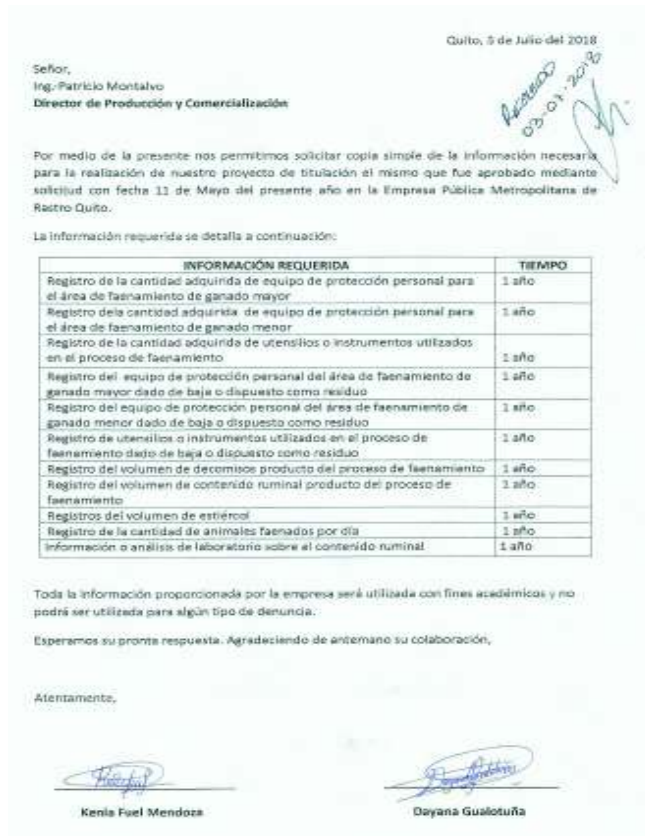 Quito, 3 de Julio del 2018
Señor,
Ing. Patricio Montalvo
Director de Producción y Comercialización
03-07-2018
Por medio de la presente nos permitimos solicitar copia simple de la información necesaria
para la realización de nuestro proyecto de titulación el mismo que fue aprobado mediante
solicitud con fecha 11 de Mayo del presente año en la Empresa Pública Metropolitana de
Rastro Quito.
La información requerida se detalla a continuación:
INFORMACIÓN REQUERIDA TIEMPO
Registro de la cantidad adquirida de equipo de protección personal para 1 año
el área de faenamiento de ganado mayor
Registro dela cantidad adquirida de equipo de protección personal para 1 año
el área de faenamiento de ganado menor
Registro de la cantidad adquirida de utensilios o instrumentos utilizados
en el proceso de faenamiento 1 año
Registro del equipo de protección personal del área de faenamiento de 1 año
ganado mayor dado de baja o dispuesto como residuo
Registro del equipo de protección personal del área de faenamiento de 1 año
ganado menor dado de baja o dispuesto como residuo
Registro de utensilios o instrumentos utilizados en el proceso de 1 año
faenamiento dado de baja o dispuesto como residuo
Registro del volumen de decomisos producto del proceso de faenamiento 1 año
Registro del volumen de contenido ruminal producto del proceso de 1 año
faenamiento
Registros del volumen de estiércol 1 año
Registro de la cantidad de animales faenados por día 1 año
Información o análisis de laboratorio sobre el contenido ruminal 1 año
Toda la información proporcionada por la empresa será utilizada con fines académicos y no
podrá ser utilizada para algún tipo de denuncia.
Esperamos su pronta respuesta. Agradeciendo de antemano su colaboración,
Atentamente,
Kenia Fuel Mendoza Dayana Gualotuña